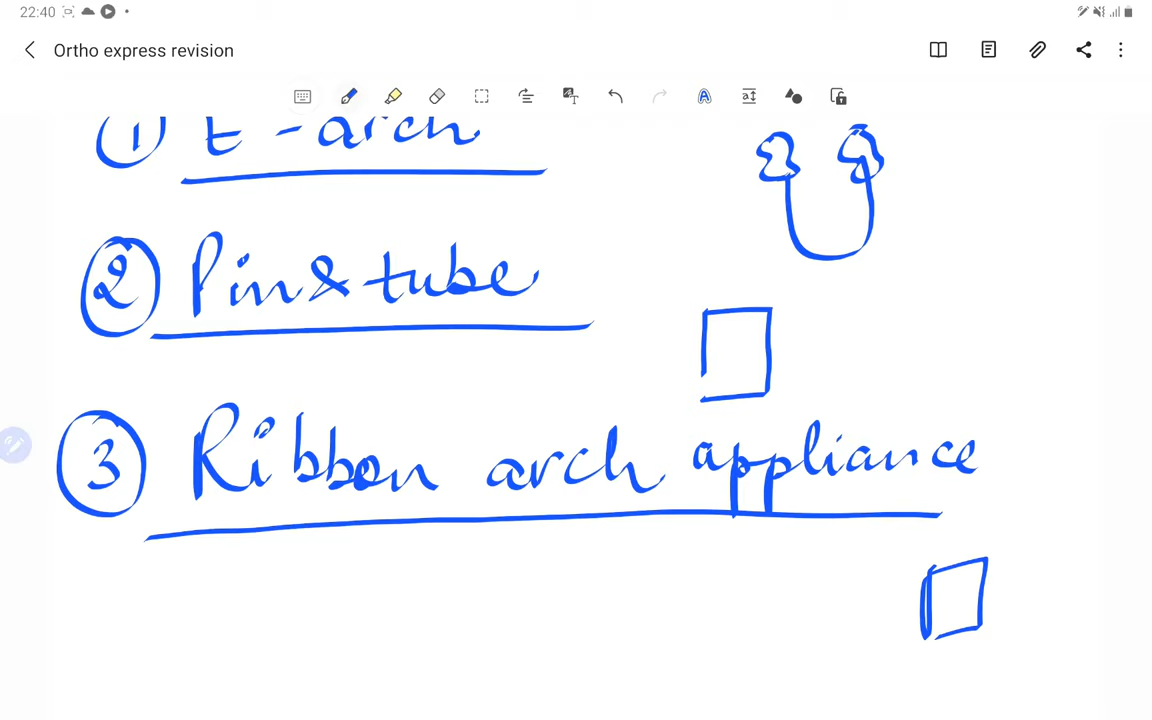 22:40
Ortho express revision
① E-arch
② Pin & tube
③ Ribbon arch appliance